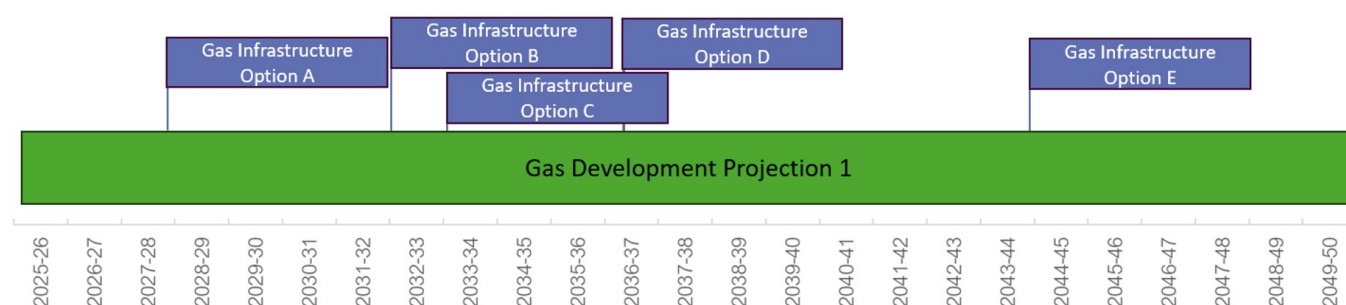 Gas Infrastructure
Option A
Gas Infrastructure
Option B
Gas Infrastructure
Option C
Gas Infrastructure
Option D
Gas Infrastructure
Option E
Gas Development Projection 1
2025-26
2026-27
2027-28
2028-29
2029-30
2030-31
2031-32
2032-33
2033-34
2034-35
2035-36
2036-37
2037-38
2038-39
2039-40
2040-41
2041-42
2042-43
2043-44
2044-45
2045-46
2046-47
2047-48
2048-49
2049-50